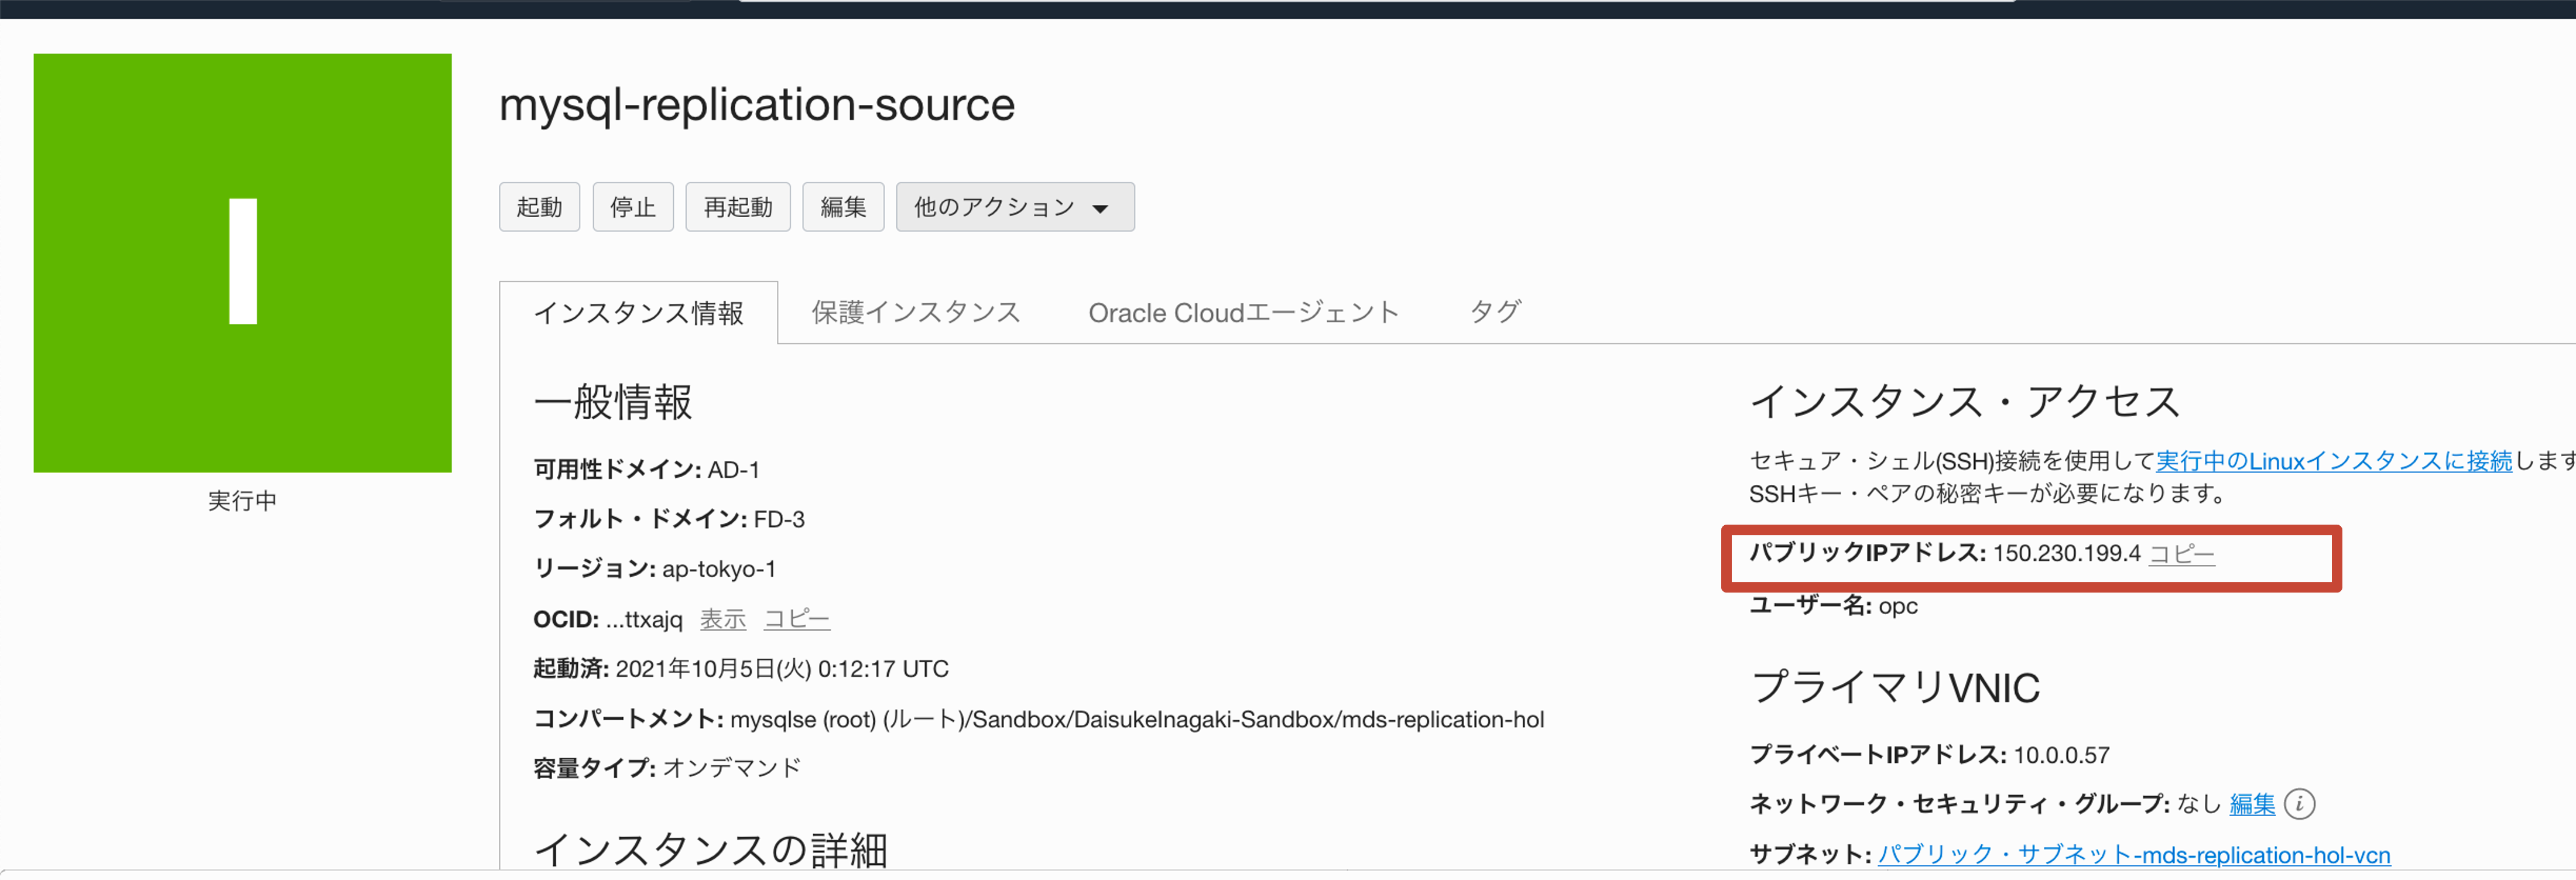 I
実行中
mysql-replication-source
起動 停止 再起動 編集 他のアクション
インスタンス情報 保護インスタンス Oracle Cloudエージェント タグ
一般情報
可用性ドメイン: AD-1
フォルト・ドメイン: FD-3
リージョン: ap-tokyo-1
OCID: ...ttxajq 表示 コピー
起動済: 2021年10月5日(火) 0:12:17 UTC
コンパートメント: mysqlse (root) (ルート)/Sandbox/DaisukeInagaki-Sandbox/mds-replication-hol
容量タイプ: オンデマンド
インスタンスの詳細
インスタンス・アクセス
セキュア・シェル(SSH)接続を使用して実行中のLinuxインスタンスに接続します
SSHキー・ペアの秘密キーが必要になります。
パブリックIPアドレス: 150.230.199.4 コピー
ユーザー名: opc
プライマリVNIC
プライベートIPアドレス: 10.0.0.57
ネットワーク・セキュリティ・グループ: なし 編集 i
サブネット: パブリック・サブネット-mds-replication-hol-vcn